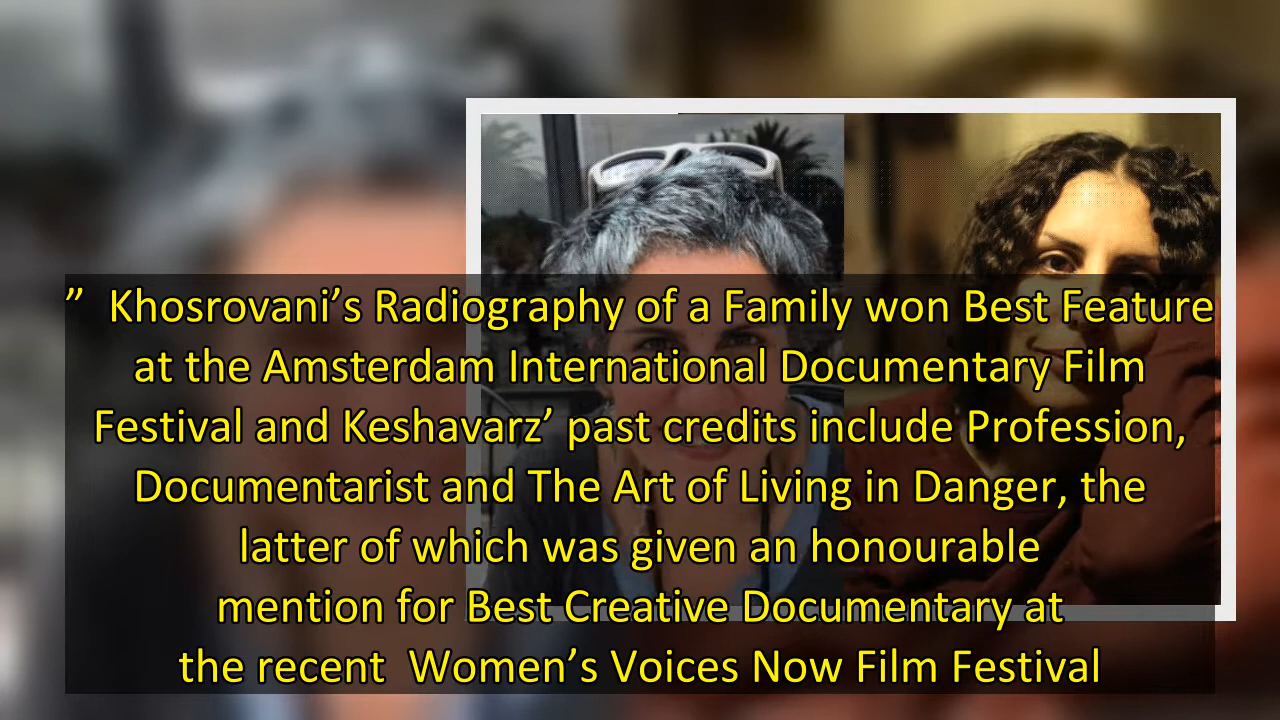 ”  Khosrovani’s Radiography of a Family won Best Feature
at the Amsterdam International Documentary Film
Festival and Keshavarz’ past credits include Profession,
Documentarist and The Art of Living in Danger, the
latter of which was given an honourable
mention for Best Creative Documentary at
the recent  Women’s Voices Now Film Festival